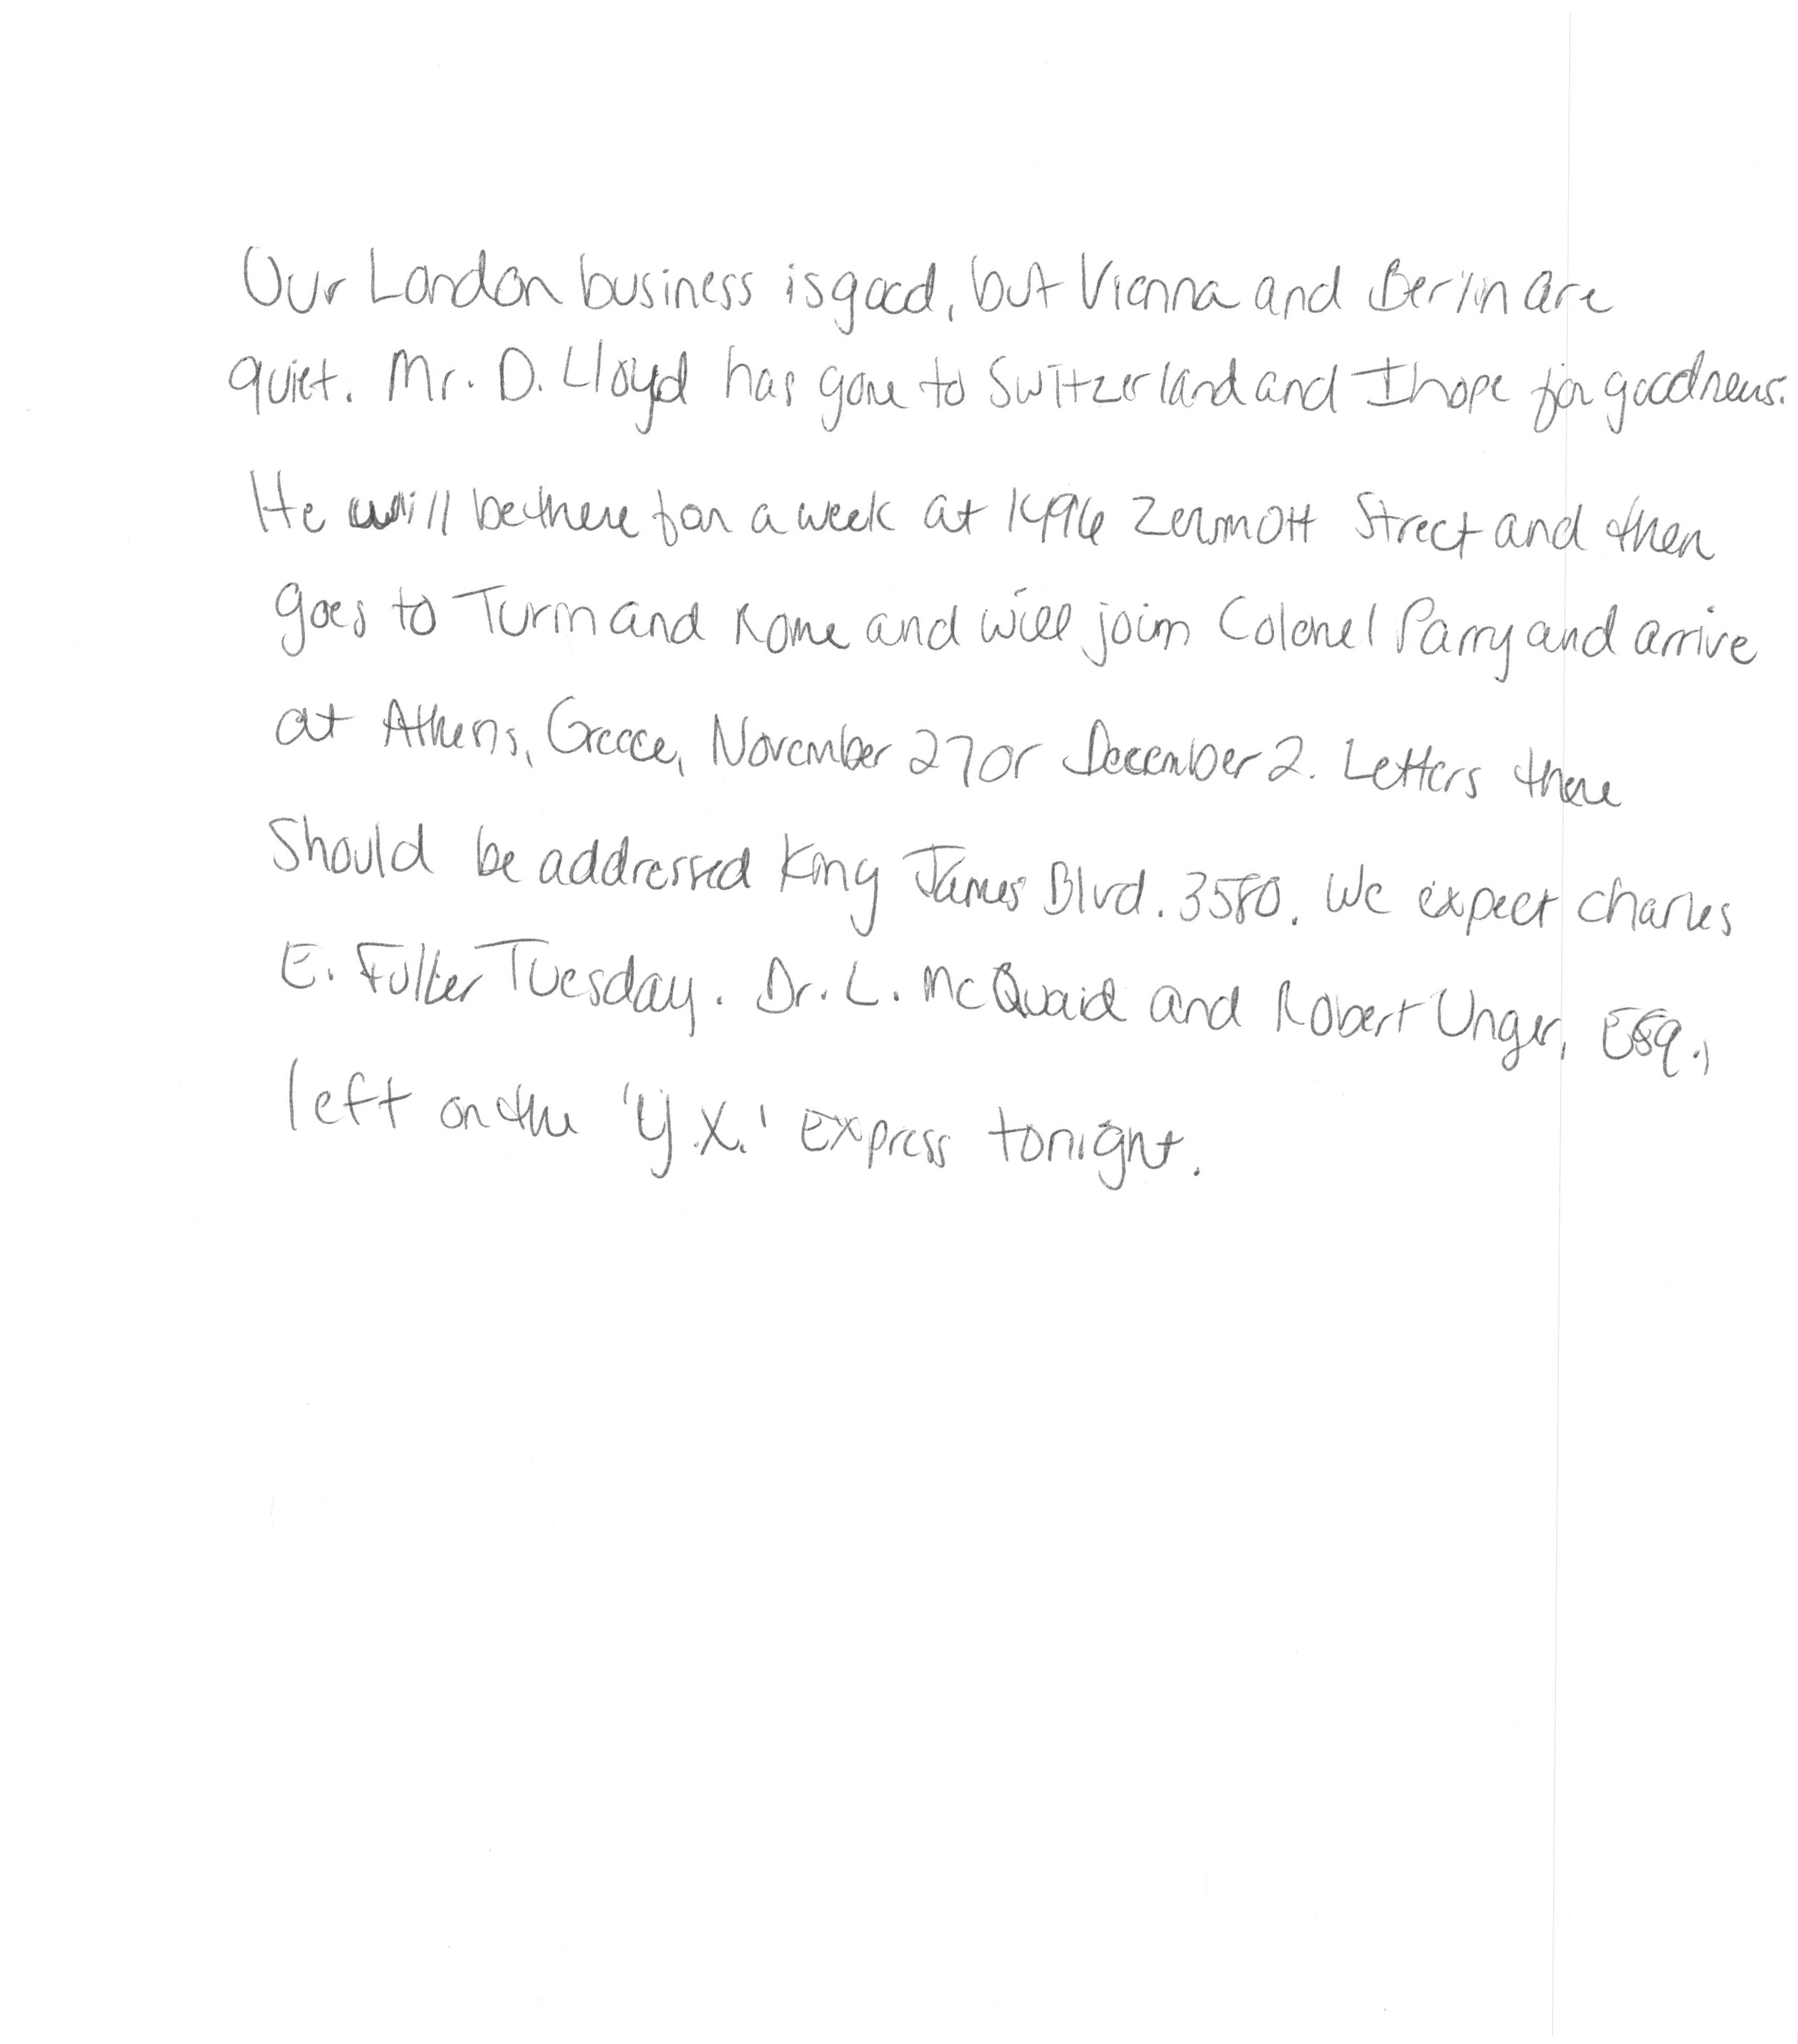 Our London business is good, but Vienna and Berlin are
quiet. Mr. D. Lloyd has gone to Switzerland and I hope for good news.
He will be there for a week at 1496 Zermott Street and then
goes to Turin and Rome and will join Colonel Parry and arrive
at Athens, Greece, November 27 or December 2. Letters there
should be addressed King James Blvd. 3580. We expect Charles
E. Fuller Tuesday. Dr. L. McQuaid and Robert Unger, Esq.,
left on the 'Y.X.' Express tonight.